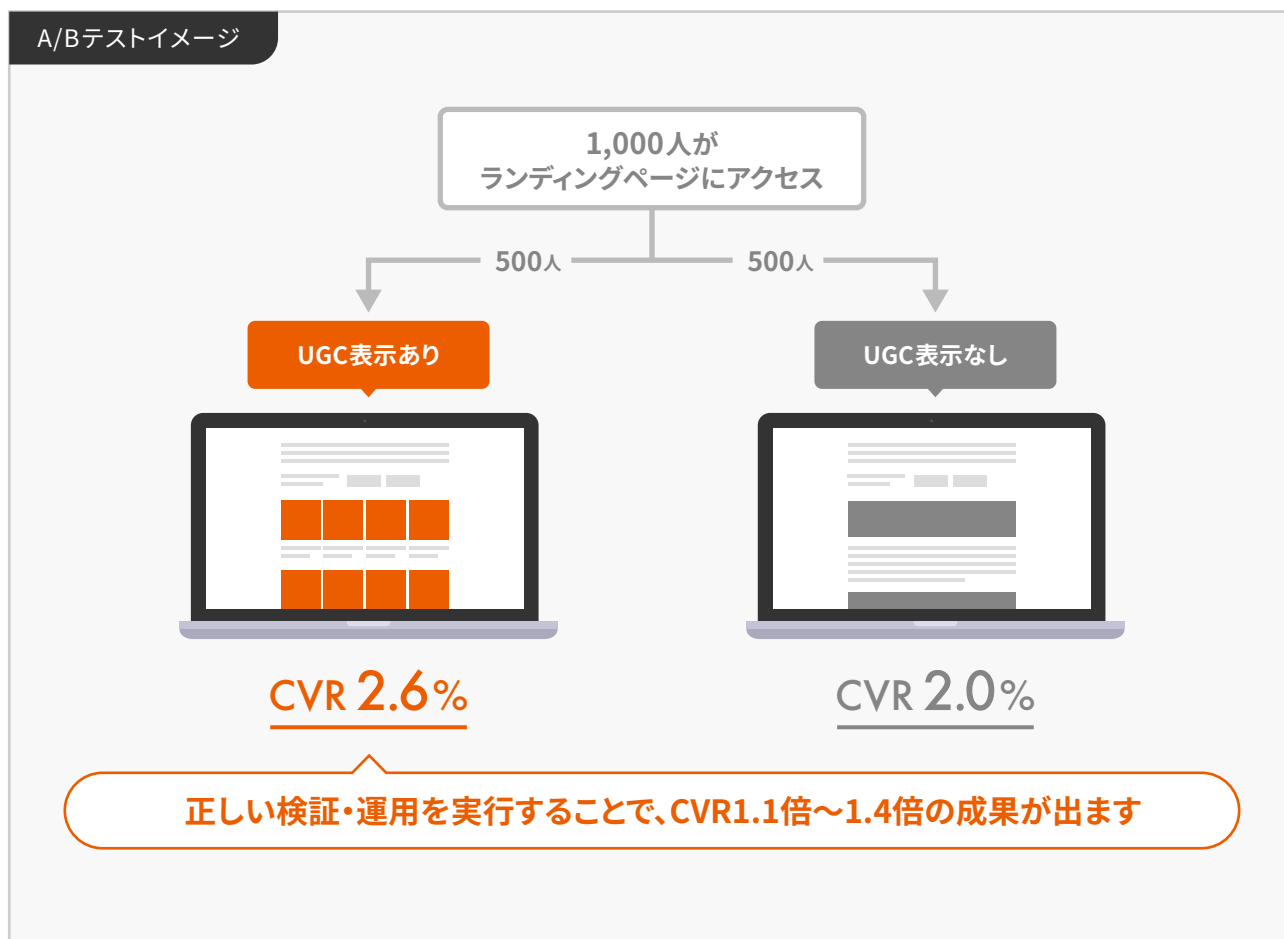 A/Bテストイメージ
1,000人が
ランディングページにアクセス
500人
500人
UGC表示あり
UGC表示なし
CVR 2.6%
CVR 2.0%
正しい検証・運用を実行することで、CVR1.1倍〜1.4倍の成果が出ます